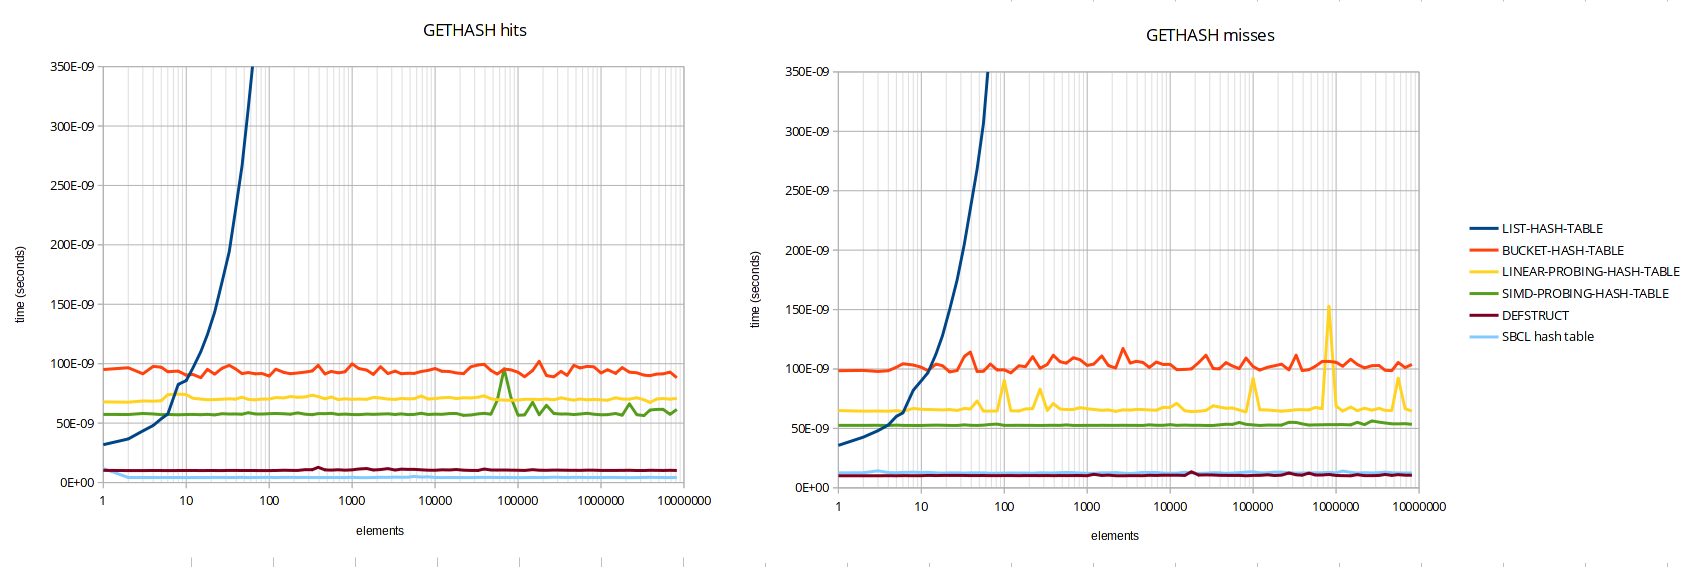 GETHASH hits
350E-09
300E-09
250E-09
200E-09
150E-09
100E-09
50E-09
0E+00
time (seconds)
1 10 100 1000 10000 100000 1000000 10000000
elements
GETHASH misses
350E-09
300E-09
250E-09
200E-09
150E-09
100E-09
50E-09
0E+00
time (seconds)
1 10 100 1000 10000 100000 1000000 10000000
elements
LIST-HASH-TABLE
BUCKET-HASH-TABLE
LINEAR-PROBING-HASH-TABLE
SIMD-PROBING-HASH-TABLE
DEFSTRUCT
SBCL hash table